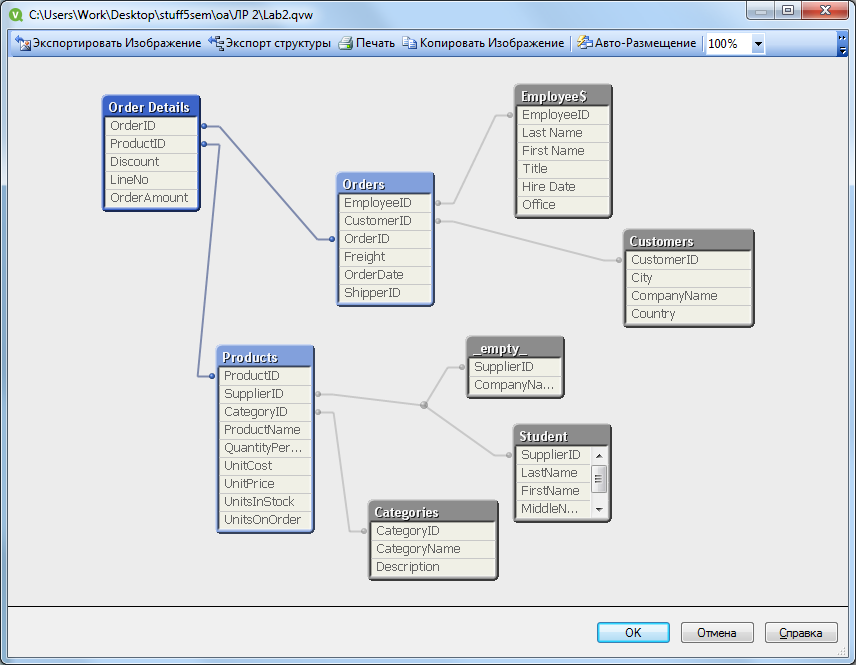 C:\Users\Work\Desktop\stuff5sem\оа\ЛР 2\Lab2.qvw
Экспортировать Изображение Экспорт структуры Печать Копировать Изображение Авто-Размещение 100%
Order Details
OrderID
ProductID
Discount
LineNo
OrderAmount
Orders
EmployeeID
CustomerID
OrderID
Freight
OrderDate
ShipperID
Employee$
EmployeeID
Last Name
First Name
Title
Hire Date
Office
Customers
CustomerID
City
CompanyName
Country
Products
ProductID
SupplierID
CategoryID
ProductName
QuantityPer...
UnitCost
UnitPrice
UnitsInStock
UnitsOnOrder
_empty_
SupplierID
CompanyNa...
Student
SupplierID
LastName
FirstName
MiddleN...
Categories
CategoryID
CategoryName
Description
OK Отмена Справка